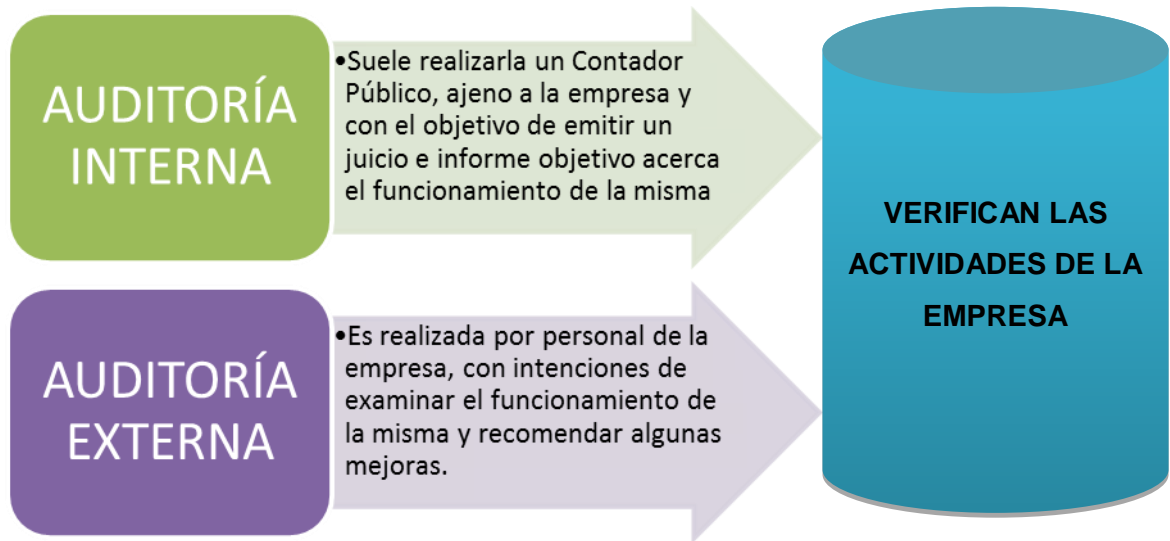 AUDITORÍA
INTERNA
•Suele realizarla un Contador
Público, ajeno a la empresa y
con el objetivo de emitir un
juicio e informe objetivo acerca
el funcionamiento de la misma
AUDITORÍA
EXTERNA
•Es realizada por personal de la
empresa, con intenciones de
examinar el funcionamiento de
la misma y recomendar algunas
mejoras.
VERIFICAN LAS
ACTIVIDADES DE LA
EMPRESA